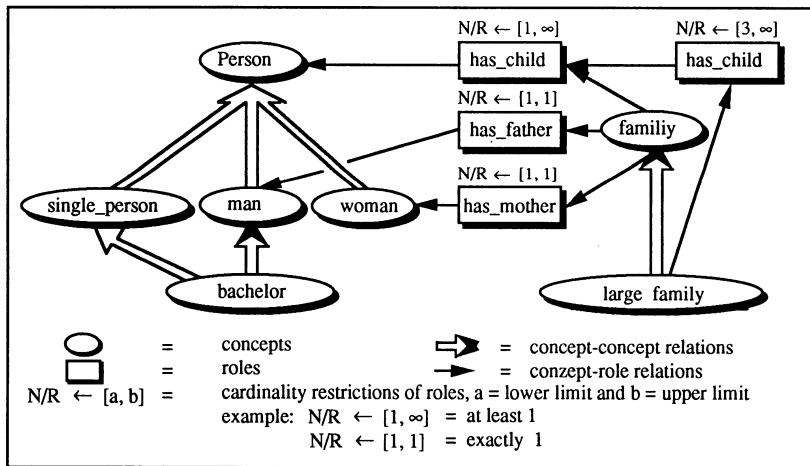 N/R ← [1, ∞] N/R ← [3, ∞]
Person has_child has_child
N/R ← [1, 1]
has_father familiy
N/R ← [1, 1]
single_person man woman has_mother
bachelor large family
= concepts = concept-concept relations
= roles = conzept-role relations
N/R ← [a, b] = cardinality restrictions of roles, a = lower limit and b = upper limit
example: N/R ← [1, ∞] = at least 1
N/R ← [1, 1] = exactly 1